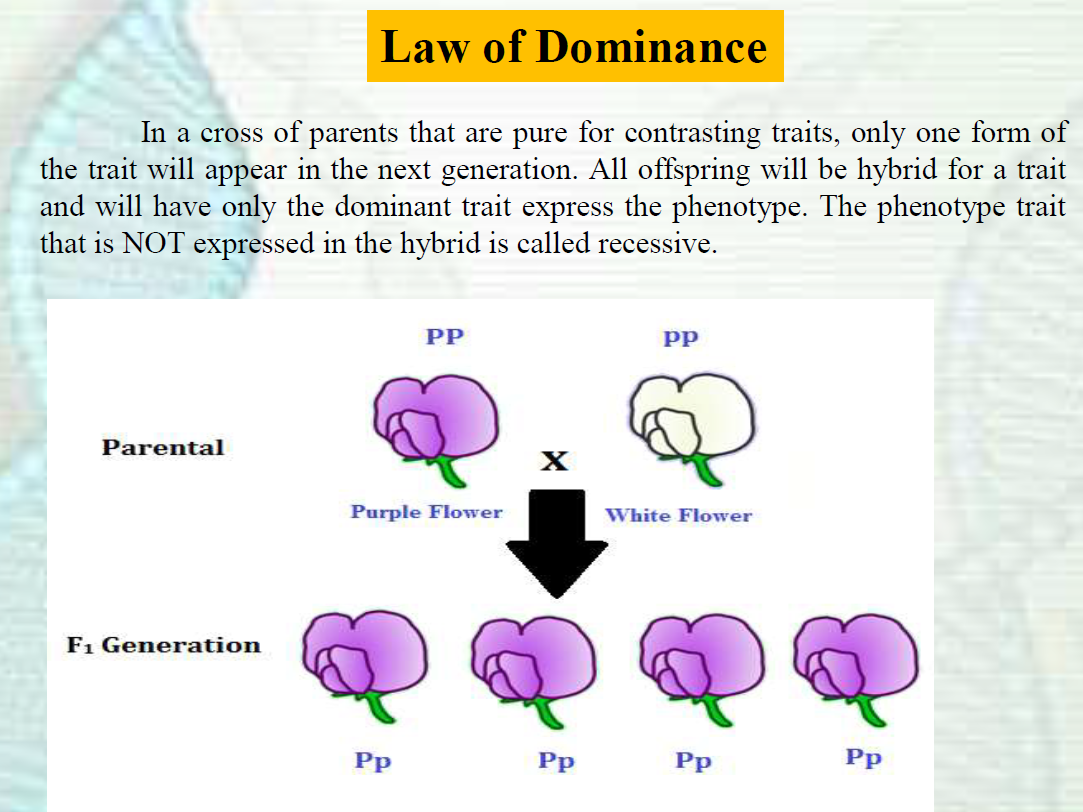 Law of Dominance
In a cross of parents that are pure for contrasting traits, only one form of
the trait will appear in the next generation. All offspring will be hybrid for a trait
and will have only the dominant trait express the phenotype. The phenotype trait
that is NOT expressed in the hybrid is called recessive.
PP pp
Parental
X
Purple Flower White Flower
F₁ Generation
Pp Pp Pp Pp